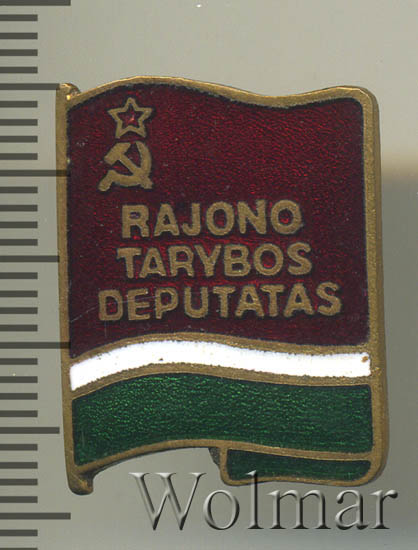 RAJONO
TARYBOS
DEPUTATAS
Wolmar